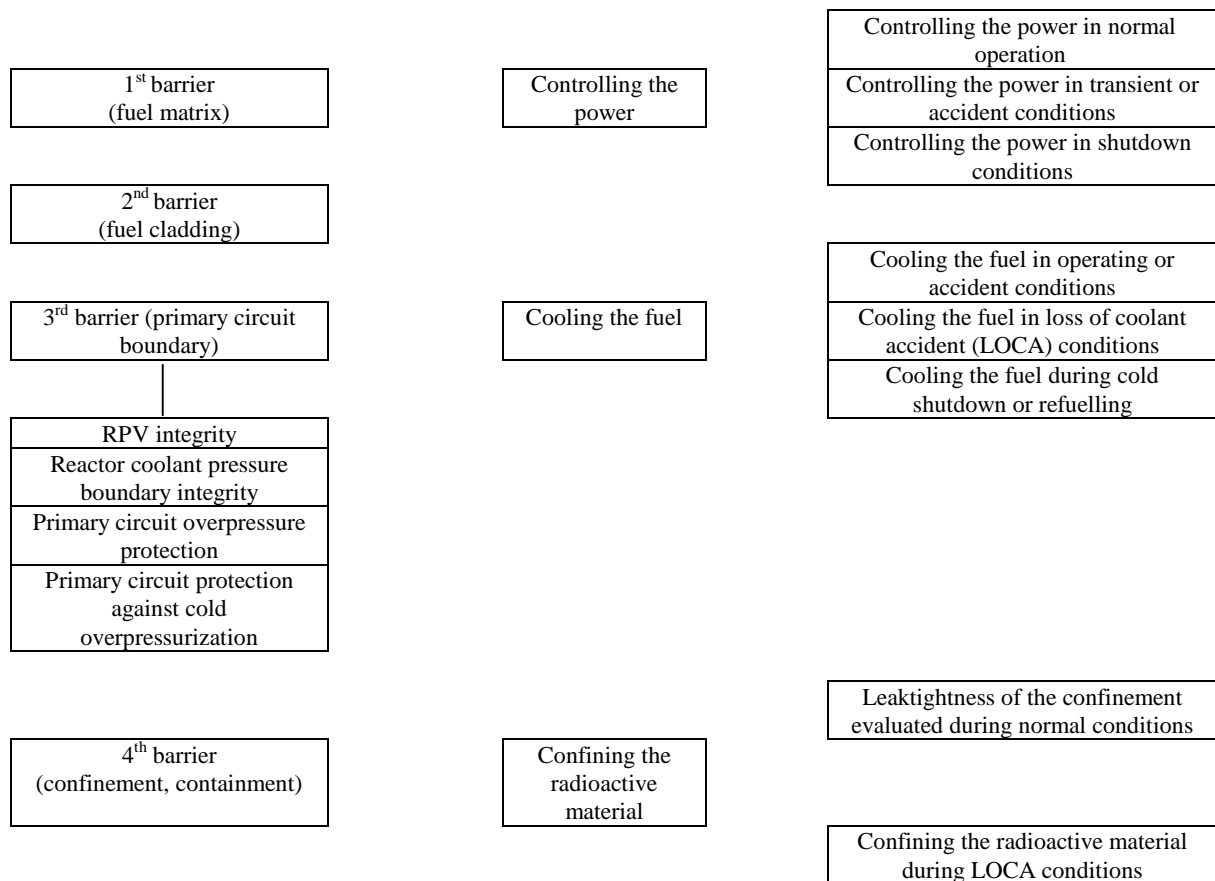 1st barrier
(fuel matrix)
2nd barrier
(fuel cladding)
3rd barrier (primary circuit
boundary)
RPV integrity
Reactor coolant pressure
boundary integrity
Primary circuit overpressure
protection
Primary circuit protection
against cold
overpressurization
4th barrier
(confinement, containment)
Controlling the
power
Cooling the fuel
Confining the
radioactive
material
Controlling the power in normal
operation
Controlling the power in transient or
accident conditions
Controlling the power in shutdown
conditions
Cooling the fuel in operating or
accident conditions
Cooling the fuel in loss of coolant
accident (LOCA) conditions
Cooling the fuel during cold
shutdown or refuelling
Leaktightness of the confinement
evaluated during normal conditions
Confining the radioactive material
during LOCA conditions